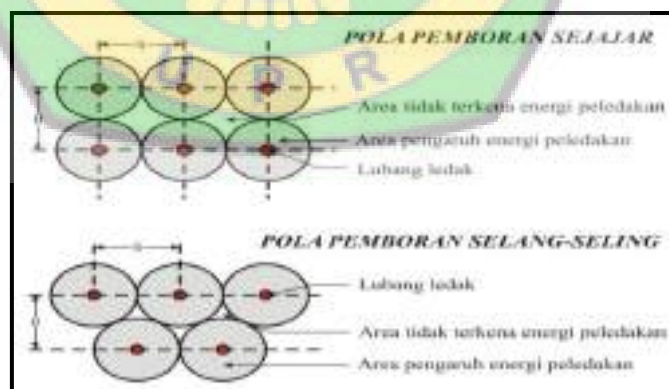 POLA PEMBORAN SEJAJAR
U P R
Area tidak terkena energi peledakan
Area pengaruh energi peledakan
Lubang ledak
POLA PEMBORAN SELANG-SELING
Lubang ledak
Area tidak terkena energi peledakan
Area pengaruh energi peledakan